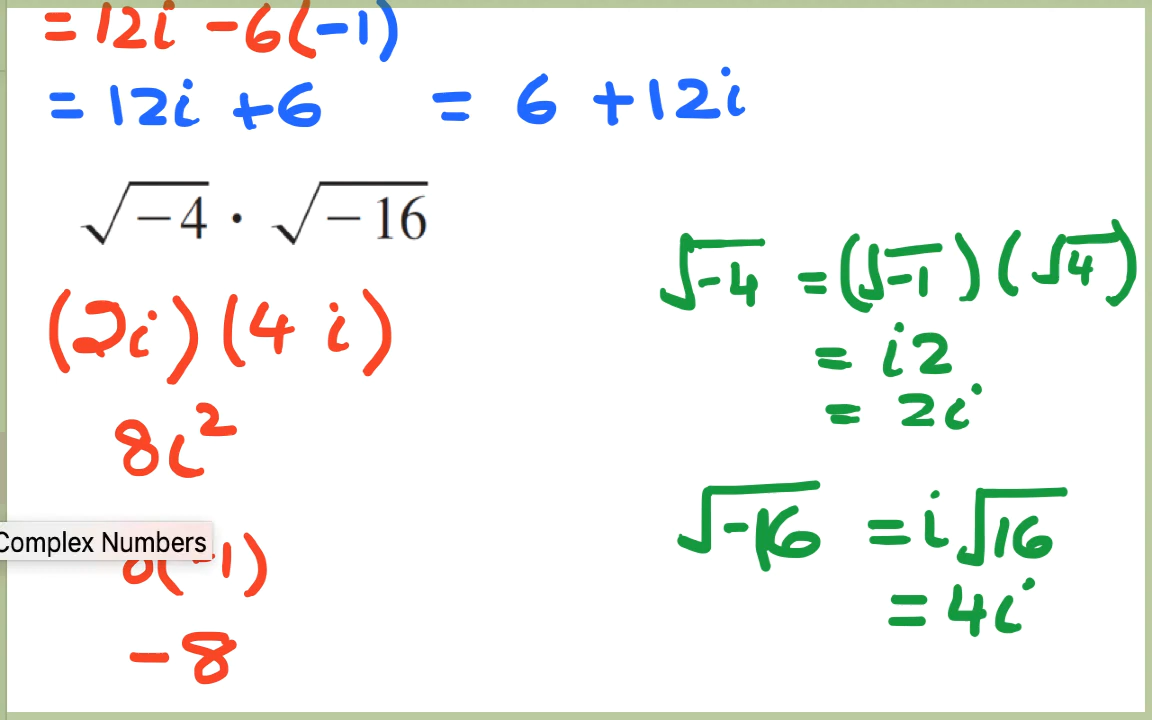 = 12i - 6(-1)
= 12i + 6 = 6 + 12i
√-4 · √-16
(2i)(4i)
8i²
Complex Numbers
(-1)
-8
√-4 = (√-1)(√4)
= i2
= 2i
√-16 = i√16
= 4i